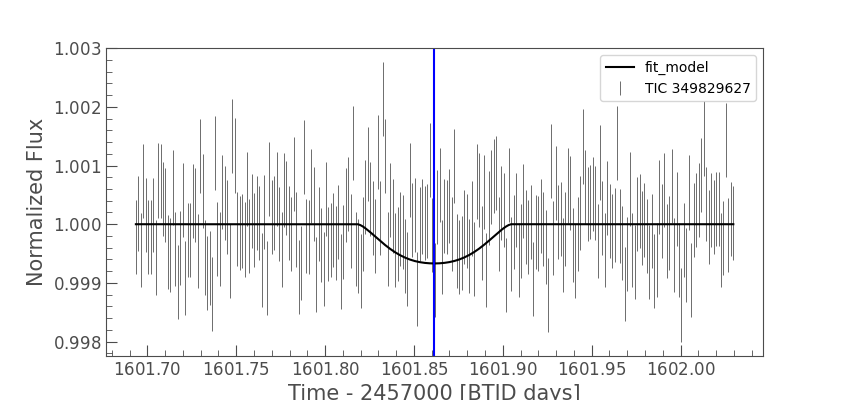 1.003
1.002
1.001
1.000
0.999
0.998
Normalized Flux
fit_model
TIC 349829627
1601.70 1601.75 1601.80 1601.85 1601.90 1601.95 1602.00
Time - 2457000 [BTJD days]